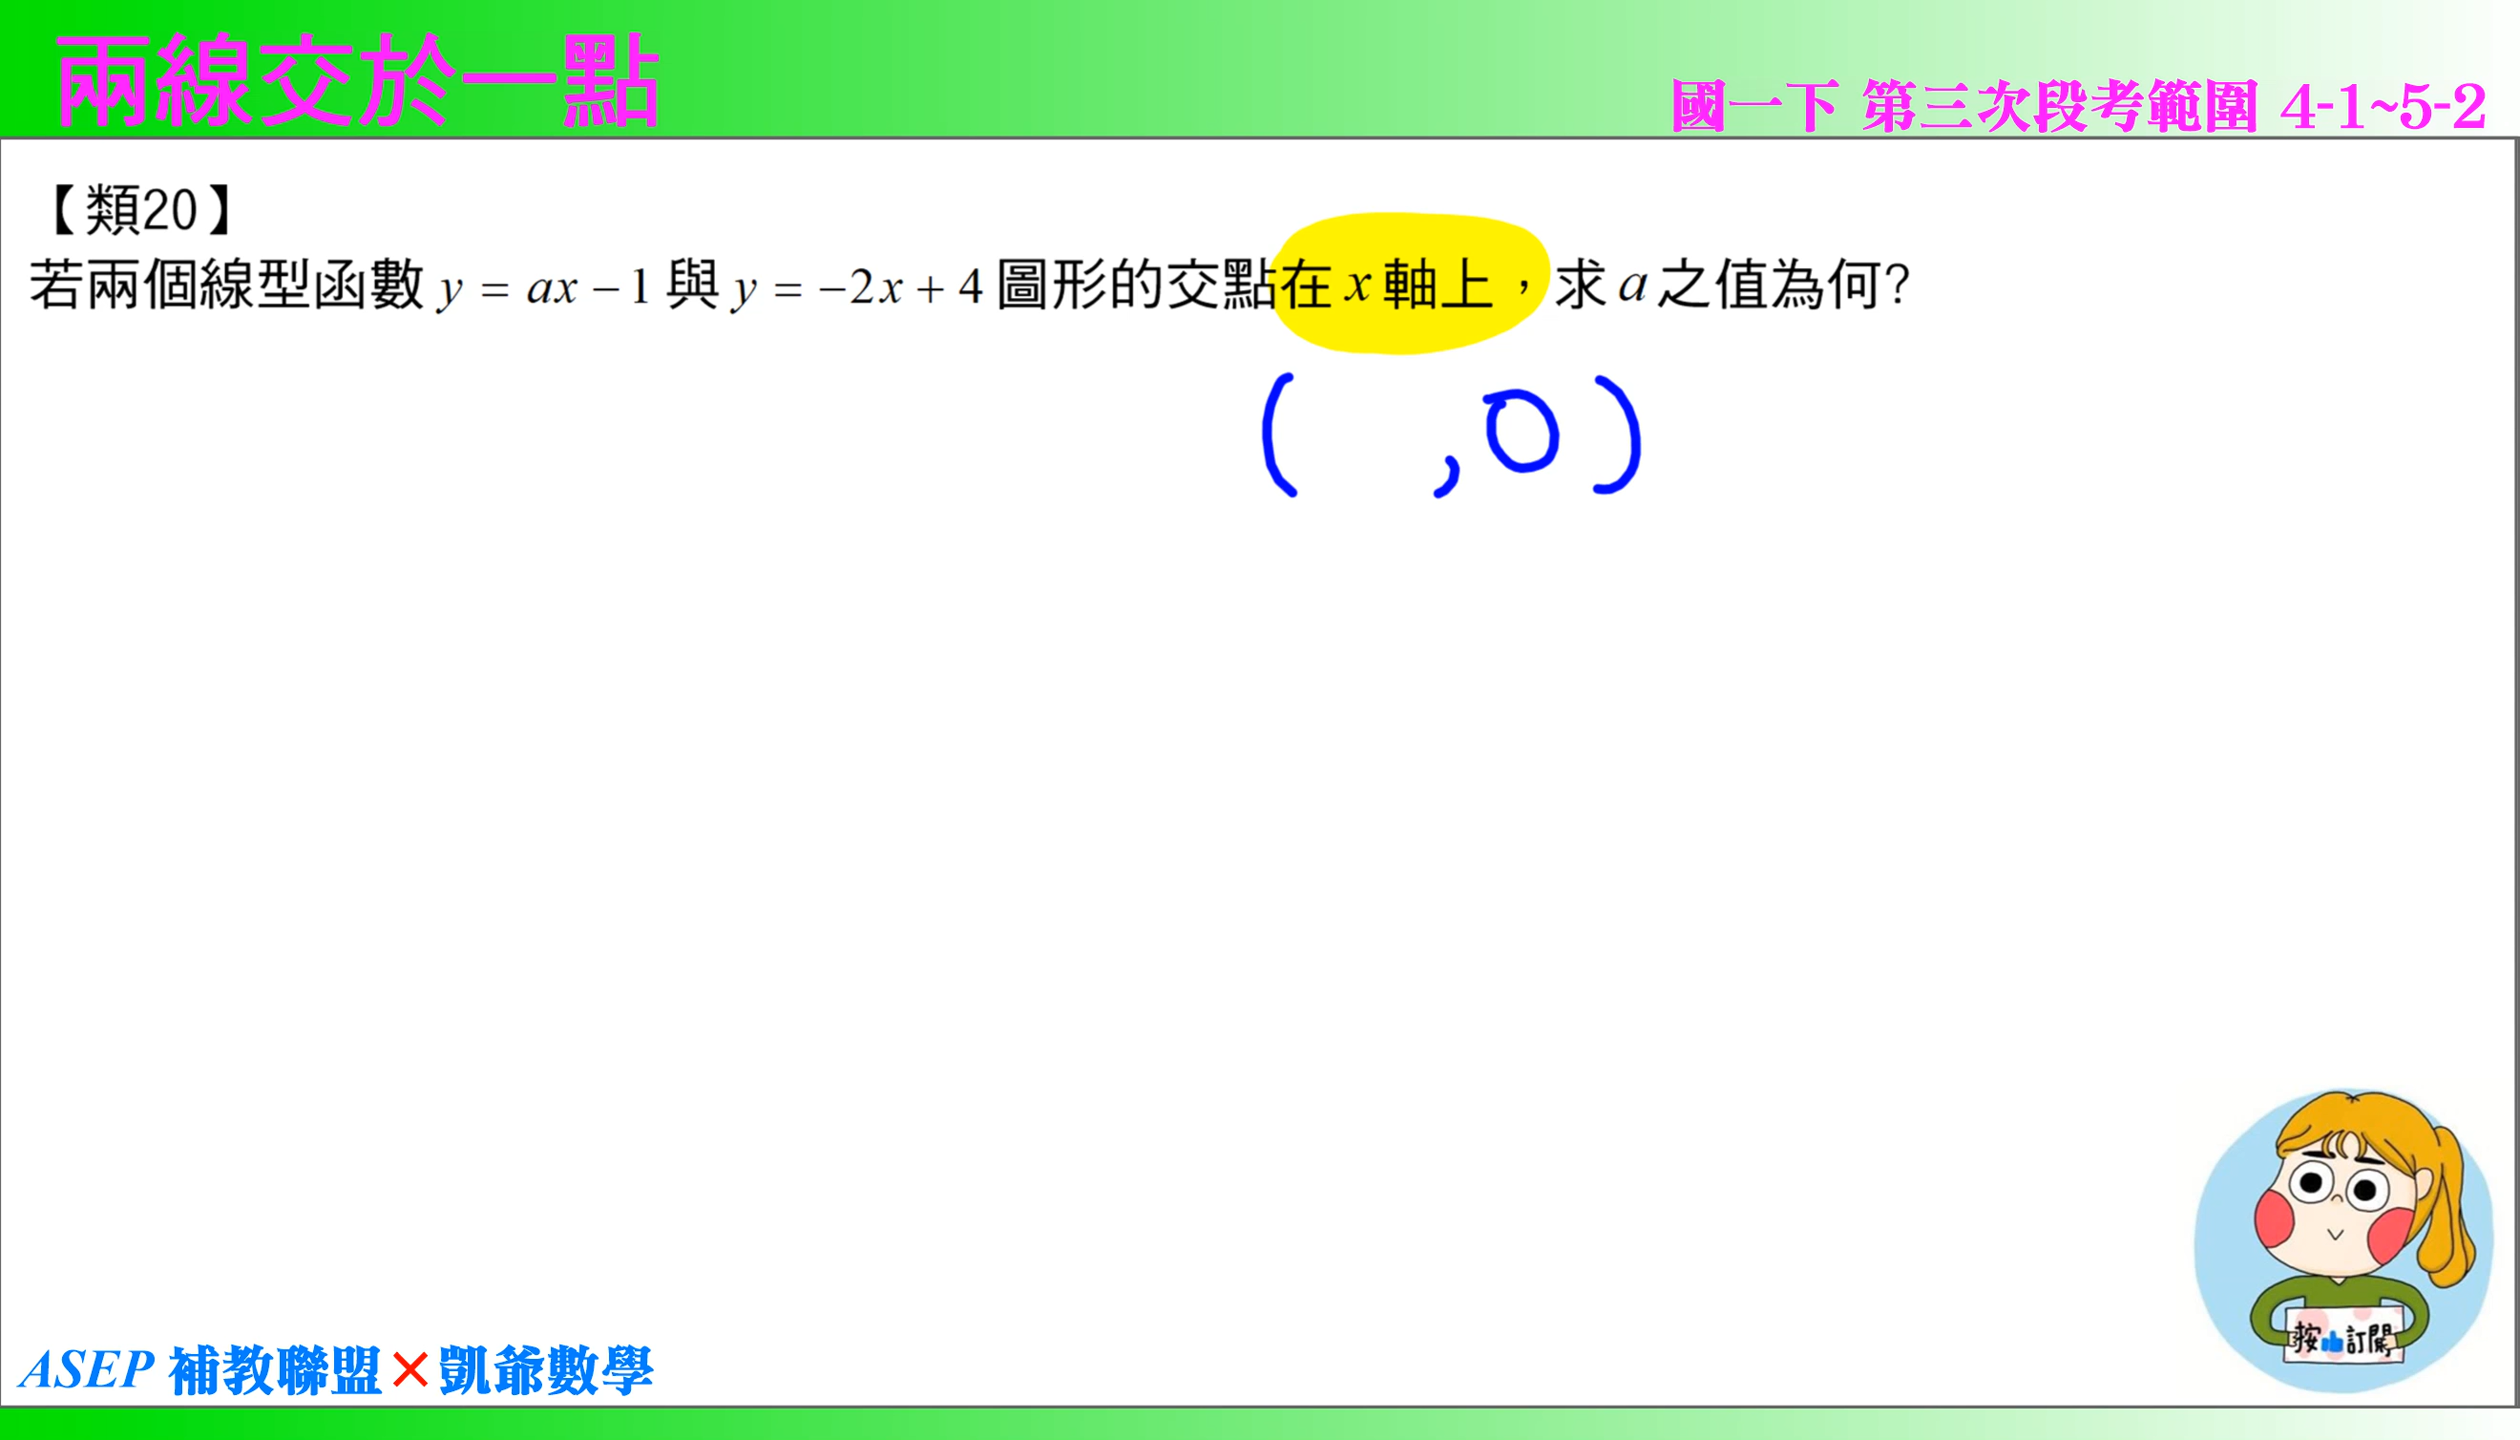 兩線交於一點
國一下 第三次段考範圍 4-1~5-2
【類20】
若兩個線型函數 y = ax − 1 與 y = −2x + 4 圖形的交點在 x 軸上，求 a 之值為何?
( ,0)
按 訂閱
ASEP 補教聯盟×凱爺數學